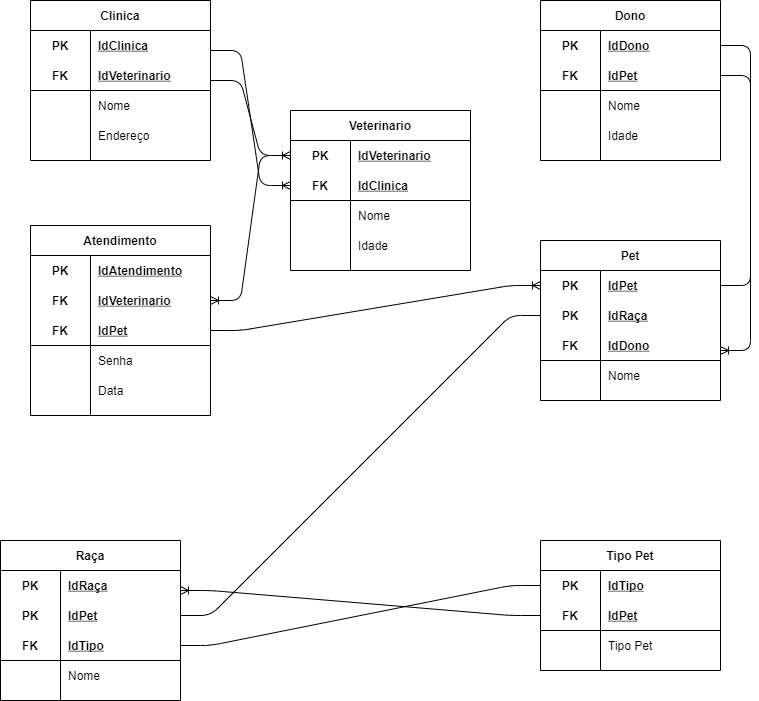 Clinica
PK IdClinica
FK IdVeterinario
Nome
Endereço
Dono
PK IdDono
FK IdPet
Nome
Idade
Veterinario
PK IdVeterinario
FK IdClinica
Nome
Idade
Atendimento
PK IdAtendimento
FK IdVeterinario
FK IdPet
Senha
Data
Pet
PK IdPet
PK IdRaça
FK IdDono
Nome
Raça
PK IdRaça
PK IdPet
FK IdTipo
Nome
Tipo Pet
PK IdTipo
FK IdPet
Tipo Pet